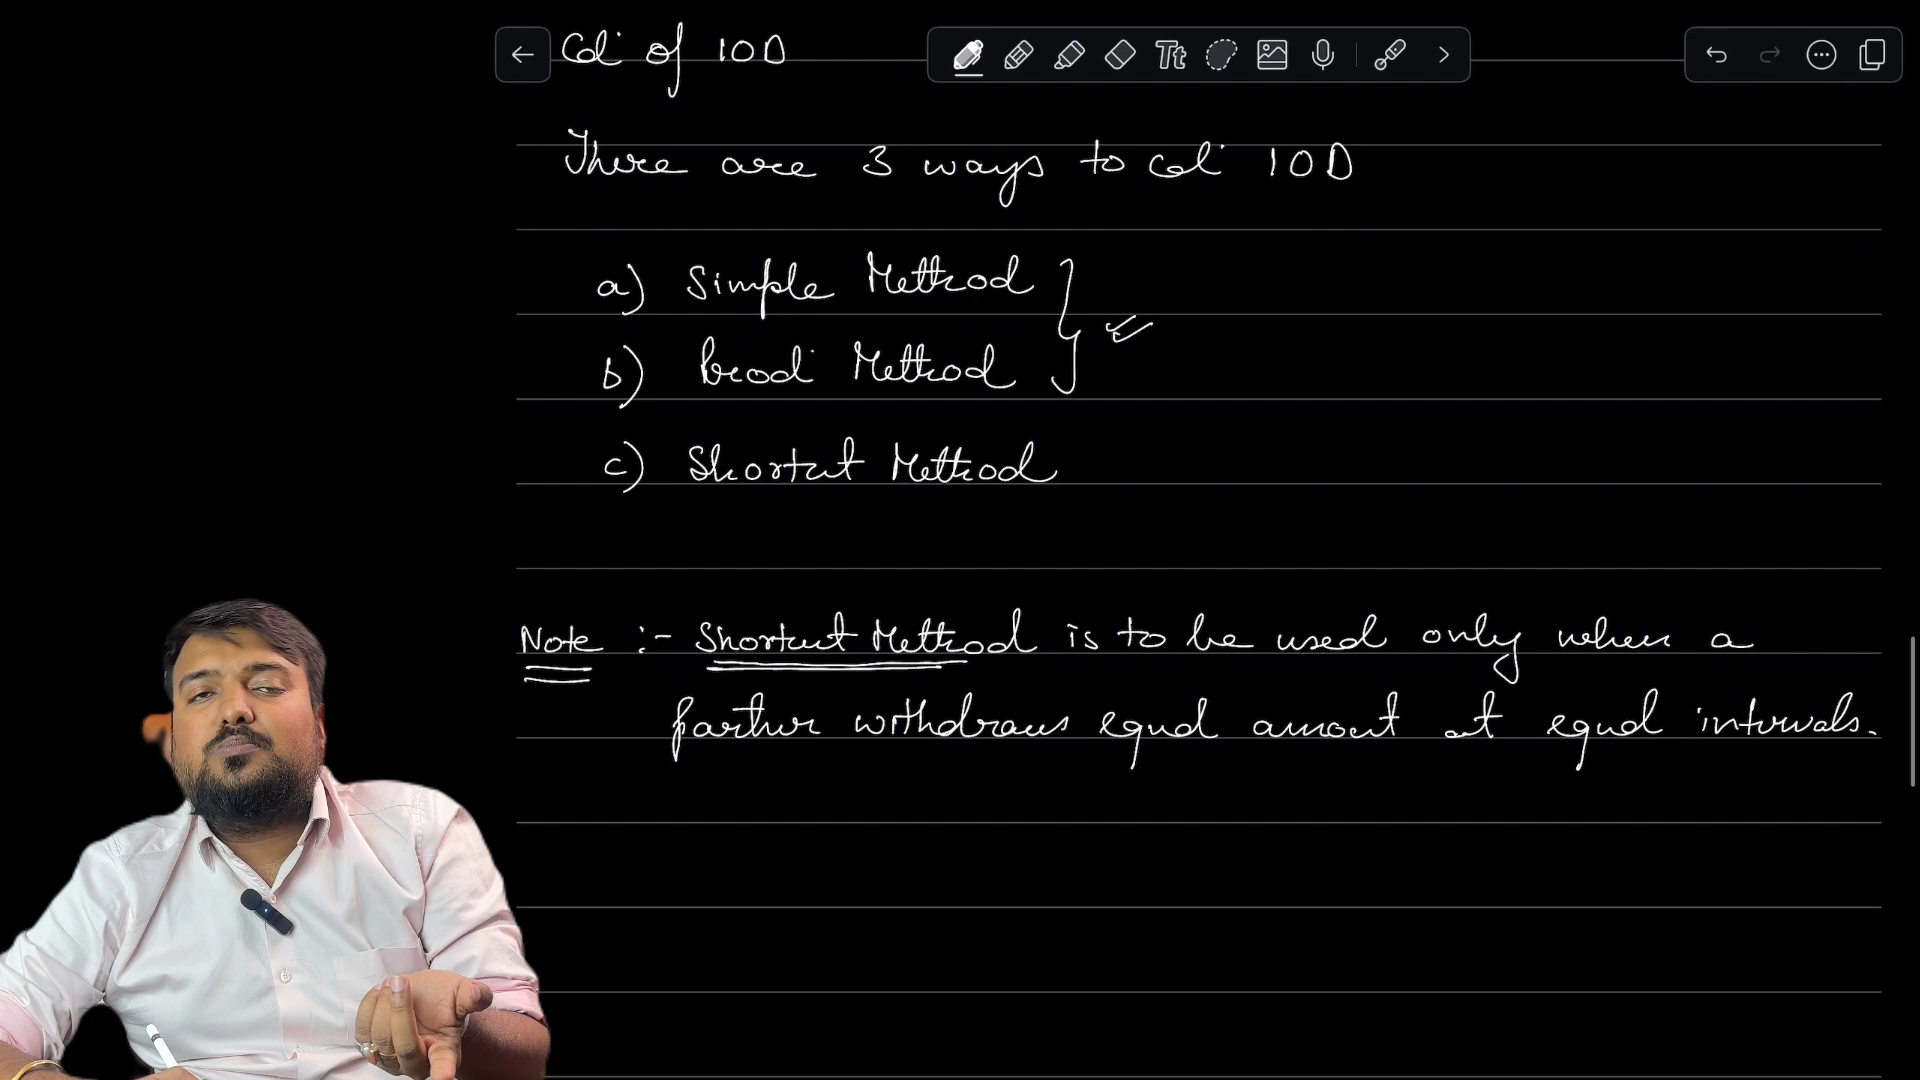 Cal' of IOD
There are 3 ways to Cal' IOD
a) Simple Method
b) Prod' Method
c) Shortcut Method
Note :- Shortcut Method is to be used only when a
partner withdraws equal amount at equal intervals.
Tt